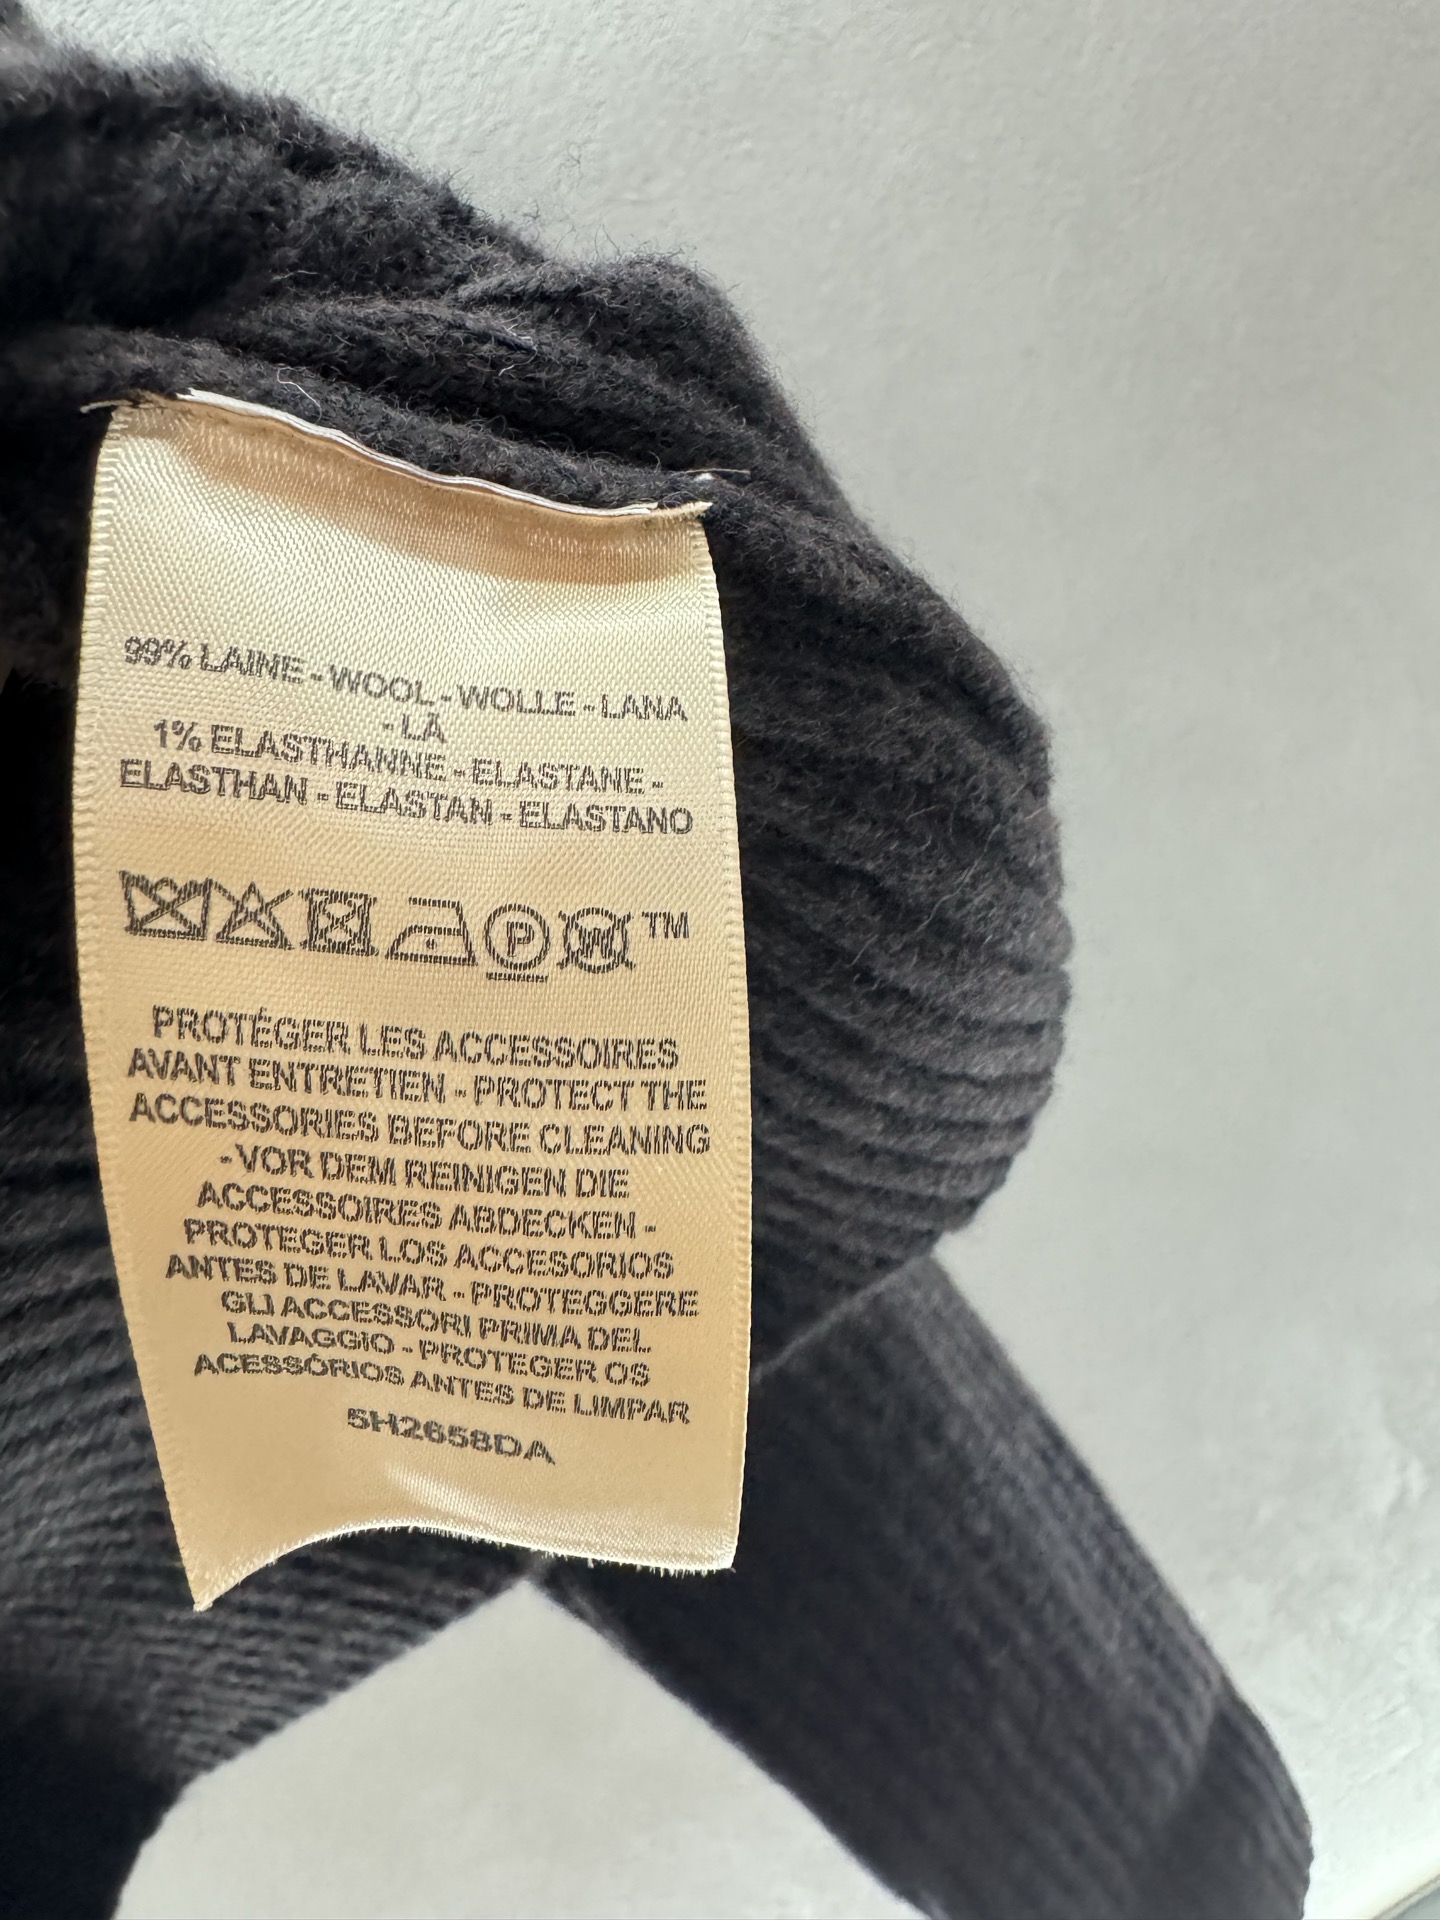 99% LAINE - WOOL - WOLLE - LANA
- LÃ
1% ELASTHANNE - ELASTANE -
ELASTHAN - ELASTAN - ELASTANO
P W TM
PROTÉGER LES ACCESSOIRES
AVANT ENTRETIEN - PROTECT THE
ACCESSORIES BEFORE CLEANING
- VOR DEM REINIGEN DIE
ACCESSOIRES ABDECKEN -
PROTEGER LOS ACCESORIOS
ANTES DE LAVAR - PROTEGGERE
GLI ACCESSORI PRIMA DEL
LAVAGGIO - PROTEGER OS
ACESSÓRIOS ANTES DE LIMPAR
5H2658DA